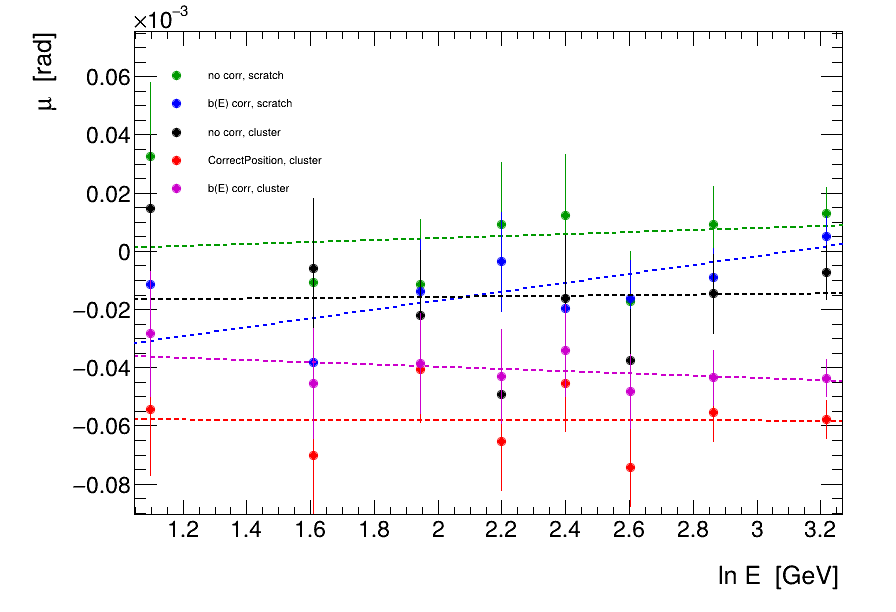 ×10⁻³
μ [rad]
0.06
0.04
0.02
0
−0.02
−0.04
−0.06
−0.08
no corr, scratch
b(E) corr, scratch
no corr, cluster
CorrectPosition, cluster
b(E) corr, cluster
1.2 1.4 1.6 1.8 2 2.2 2.4 2.6 2.8 3 3.2
ln E [GeV]